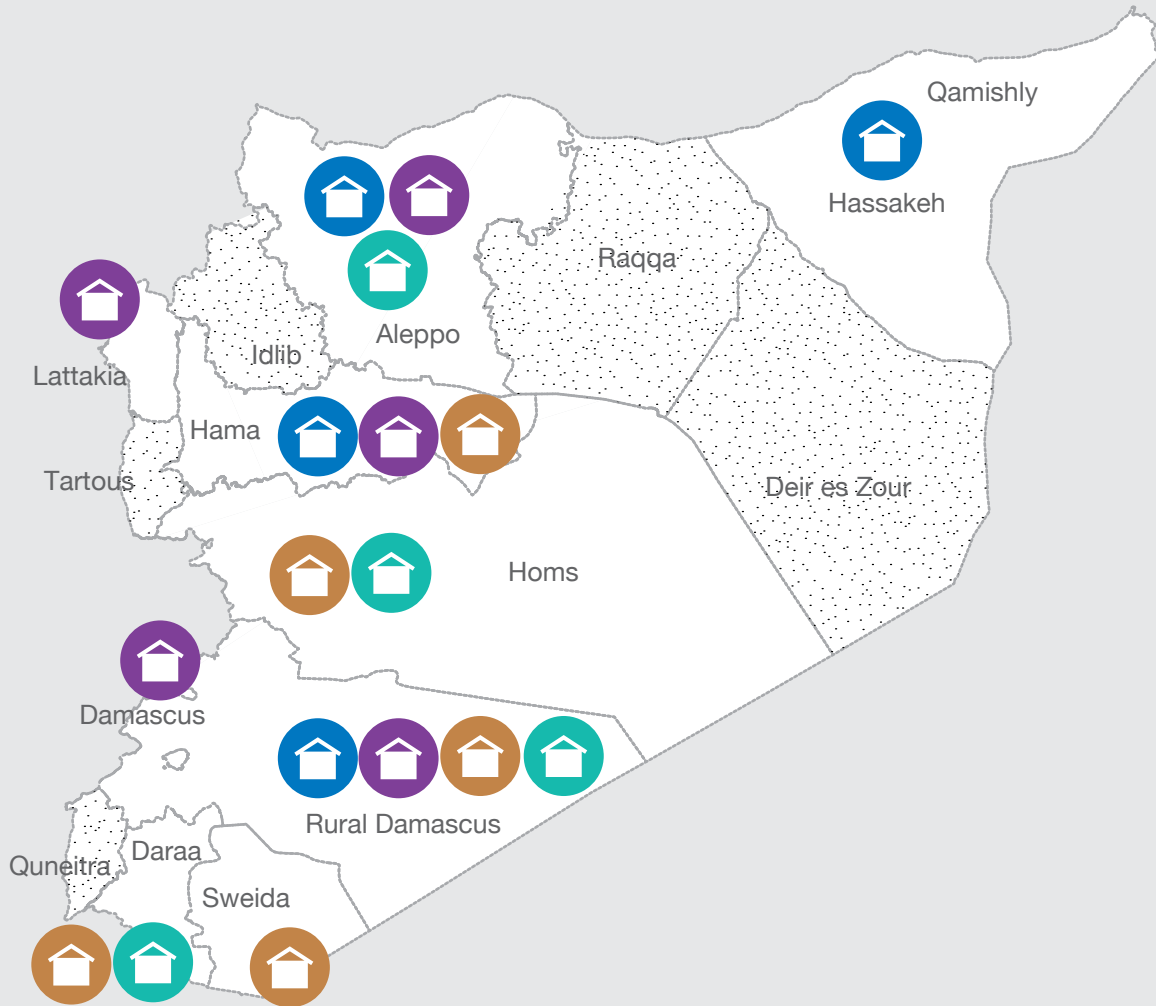 Qamishly
Hassakeh
Raqqa
Aleppo
Idlib
Lattakia
Hama
Tartous
Deir es Zour
Homs
Damascus
Rural Damascus
Daraa
Quneitra
Sweida